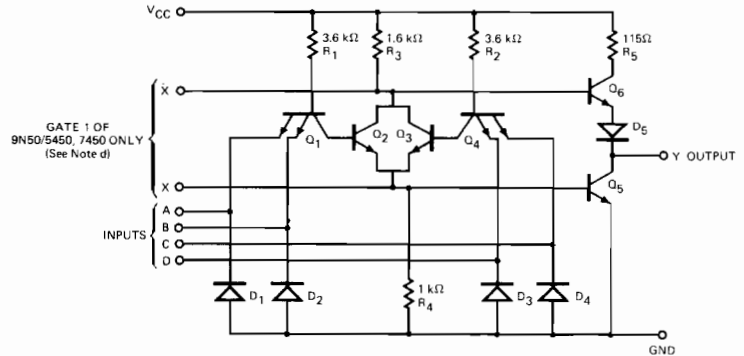 VCC
3.6 kΩ
R1
1.6 kΩ
R3
3.6 kΩ
R2
115Ω
R5
X̄
Q6
GATE 1 OF
9N50/5450, 7450 ONLY
(See Note d)
Q1
Q2
Q3
Q4
D5
Y OUTPUT
X
Q5
A
INPUTS
B
C
D
D1
D2
1 kΩ
R4
D3
D4
GND